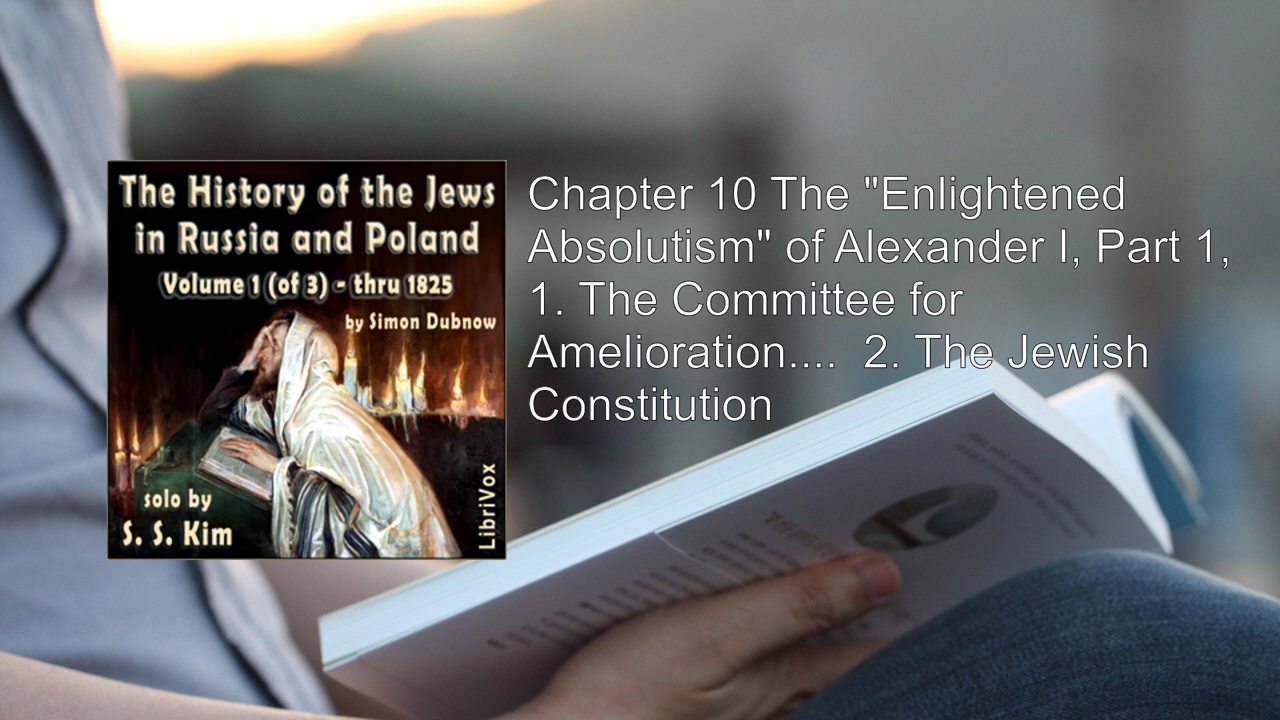 The History of the Jews
in Russia and Poland
Volume 1 (of 3) - thru 1825
by Simon Dubnow
solo by
S. S. Kim
LibriVox
Chapter 10 The "Enlightened
Absolutism" of Alexander I, Part 1,
1. The Committee for
Amelioration....  2. The Jewish
Constitution